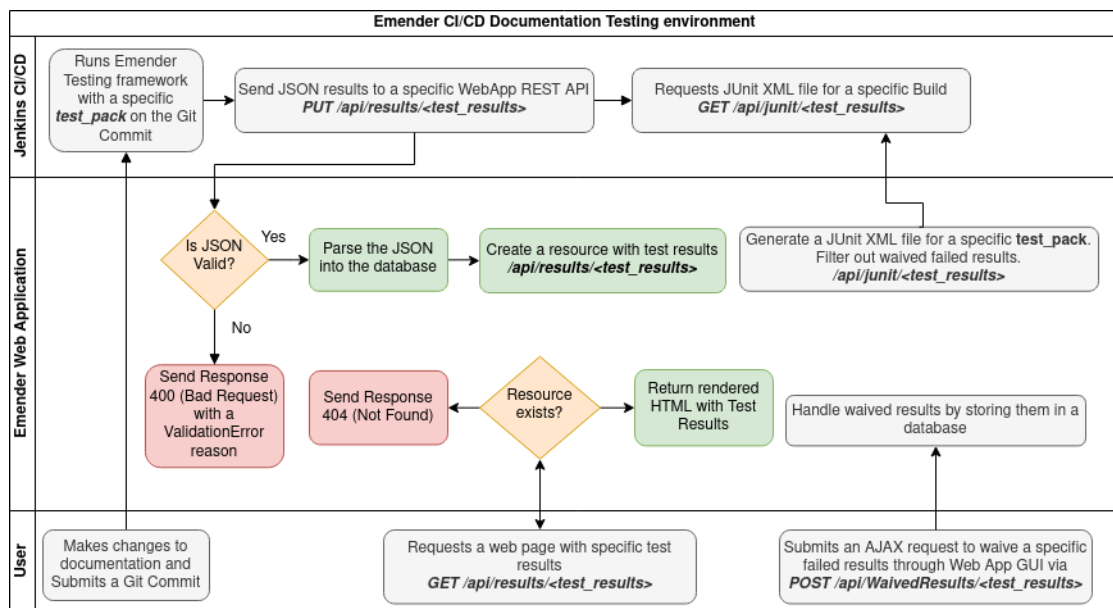 Emender CI/CD Documentation Testing environment
Jenkins CI/CD
Runs Emender
Testing framework
with a specific
test_pack on the Git
Commit
Send JSON results to a specific WebApp REST API
PUT /api/results/<test_results>
Requests JUnit XML file for a specific Build
GET /api/junit/<test_results>
Emender Web Application
Is JSON
Valid?
Yes
Parse the JSON
into the database
Create a resource with test results
/api/results/<test_results>
Generate a JUnit XML file for a specific test_pack.
Filter out waived failed results.
/api/junit/<test_results>
No
Send Response
400 (Bad Request)
with a
ValidationError
reason
Send Response
404 (Not Found)
Resource
exists?
Return rendered
HTML with Test
Results
Handle waived results by storing them in a
database
User
Makes changes to
documentation and
Submits a Git Commit
Requests a web page with specific test
results
GET /api/results/<test_results>
Submits an AJAX request to waive a specific
failed results through Web App GUI via
POST /api/WaivedResults/<test_results>